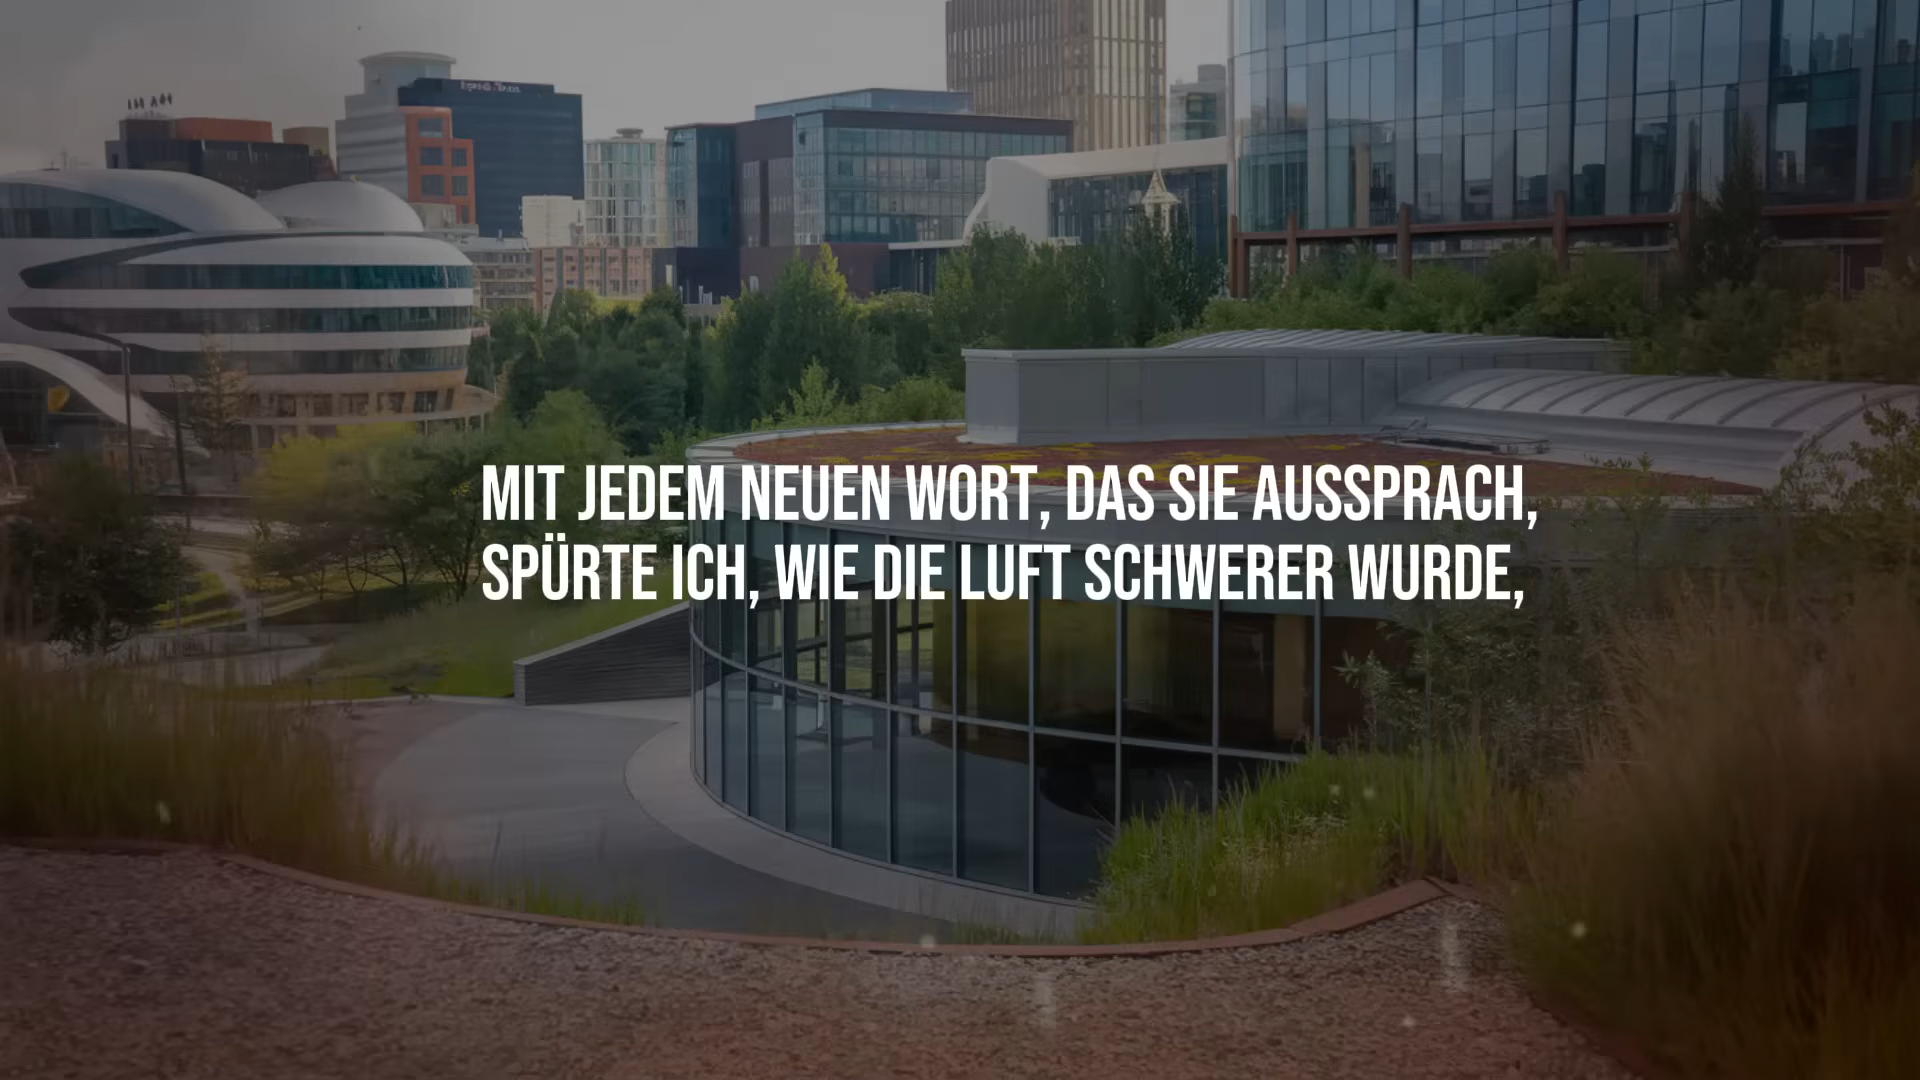 MIT JEDEM NEUEN WORT, DAS SIE AUSSPRACH,
SPÜRTE ICH, WIE DIE LUFT SCHWERER WURDE,